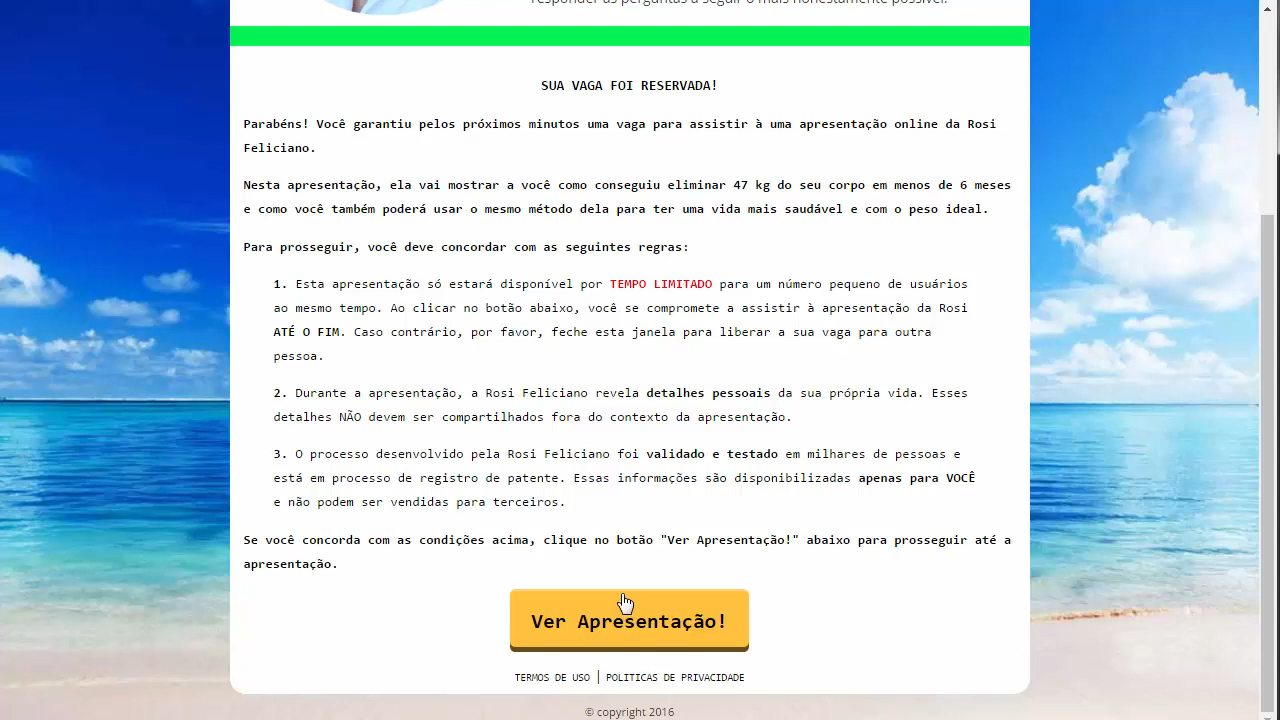 responder as perguntas a seguir o mais honestamente possível.
SUA VAGA FOI RESERVADA!
Parabéns! Você garantiu pelos próximos minutos uma vaga para assistir à uma apresentação online da Rosi
Feliciano.
Nesta apresentação, ela vai mostrar a você como conseguiu eliminar 47 kg do seu corpo em menos de 6 meses
e como você também poderá usar o mesmo método dela para ter uma vida mais saudável e com o peso ideal.
Para prosseguir, você deve concordar com as seguintes regras:
1. Esta apresentação só estará disponível por TEMPO LIMITADO para um número pequeno de usuários
ao mesmo tempo. Ao clicar no botão abaixo, você se compromete a assistir à apresentação da Rosi
ATÉ O FIM. Caso contrário, por favor, feche esta janela para liberar a sua vaga para outra
pessoa.
2. Durante a apresentação, a Rosi Feliciano revela detalhes pessoais da sua própria vida. Esses
detalhes NÃO devem ser compartilhados fora do contexto da apresentação.
3. O processo desenvolvido pela Rosi Feliciano foi validado e testado em milhares de pessoas e
está em processo de registro de patente. Essas informações são disponibilizadas apenas para VOCÊ
e não podem ser vendidas para terceiros.
Se você concorda com as condições acima, clique no botão "Ver Apresentação!" abaixo para prosseguir até a
apresentação.
Ver Apresentação!
TERMOS DE USO | POLITICAS DE PRIVACIDADE
© copyright 2016